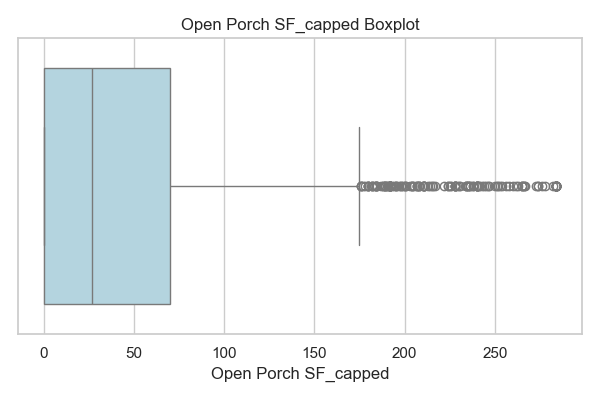 Open Porch SF_capped Boxplot
0 50 100 150 200 250
Open Porch SF_capped